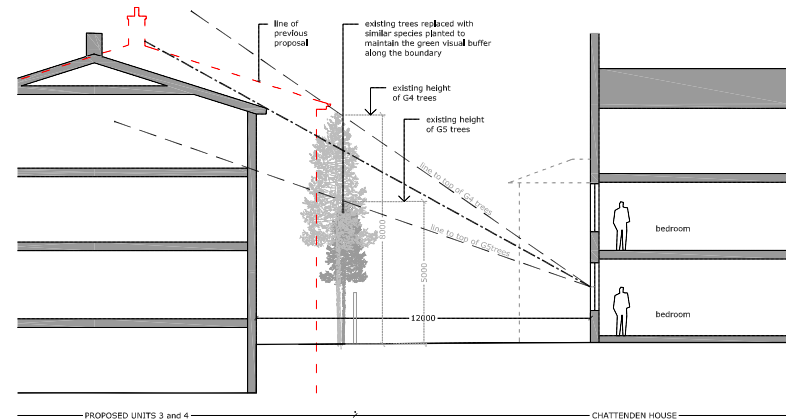 line of
previous
proposal
existing trees replaced with
similar species planted to
maintain the green visual buffer
along the boundary
existing height
of G4 trees
existing height
of G5 trees
line to top of G4 trees
line to top of G5trees
8000
5000
12000
bedroom
bedroom
PROPOSED UNITS 3 and 4
CHATTENDEN HOUSE